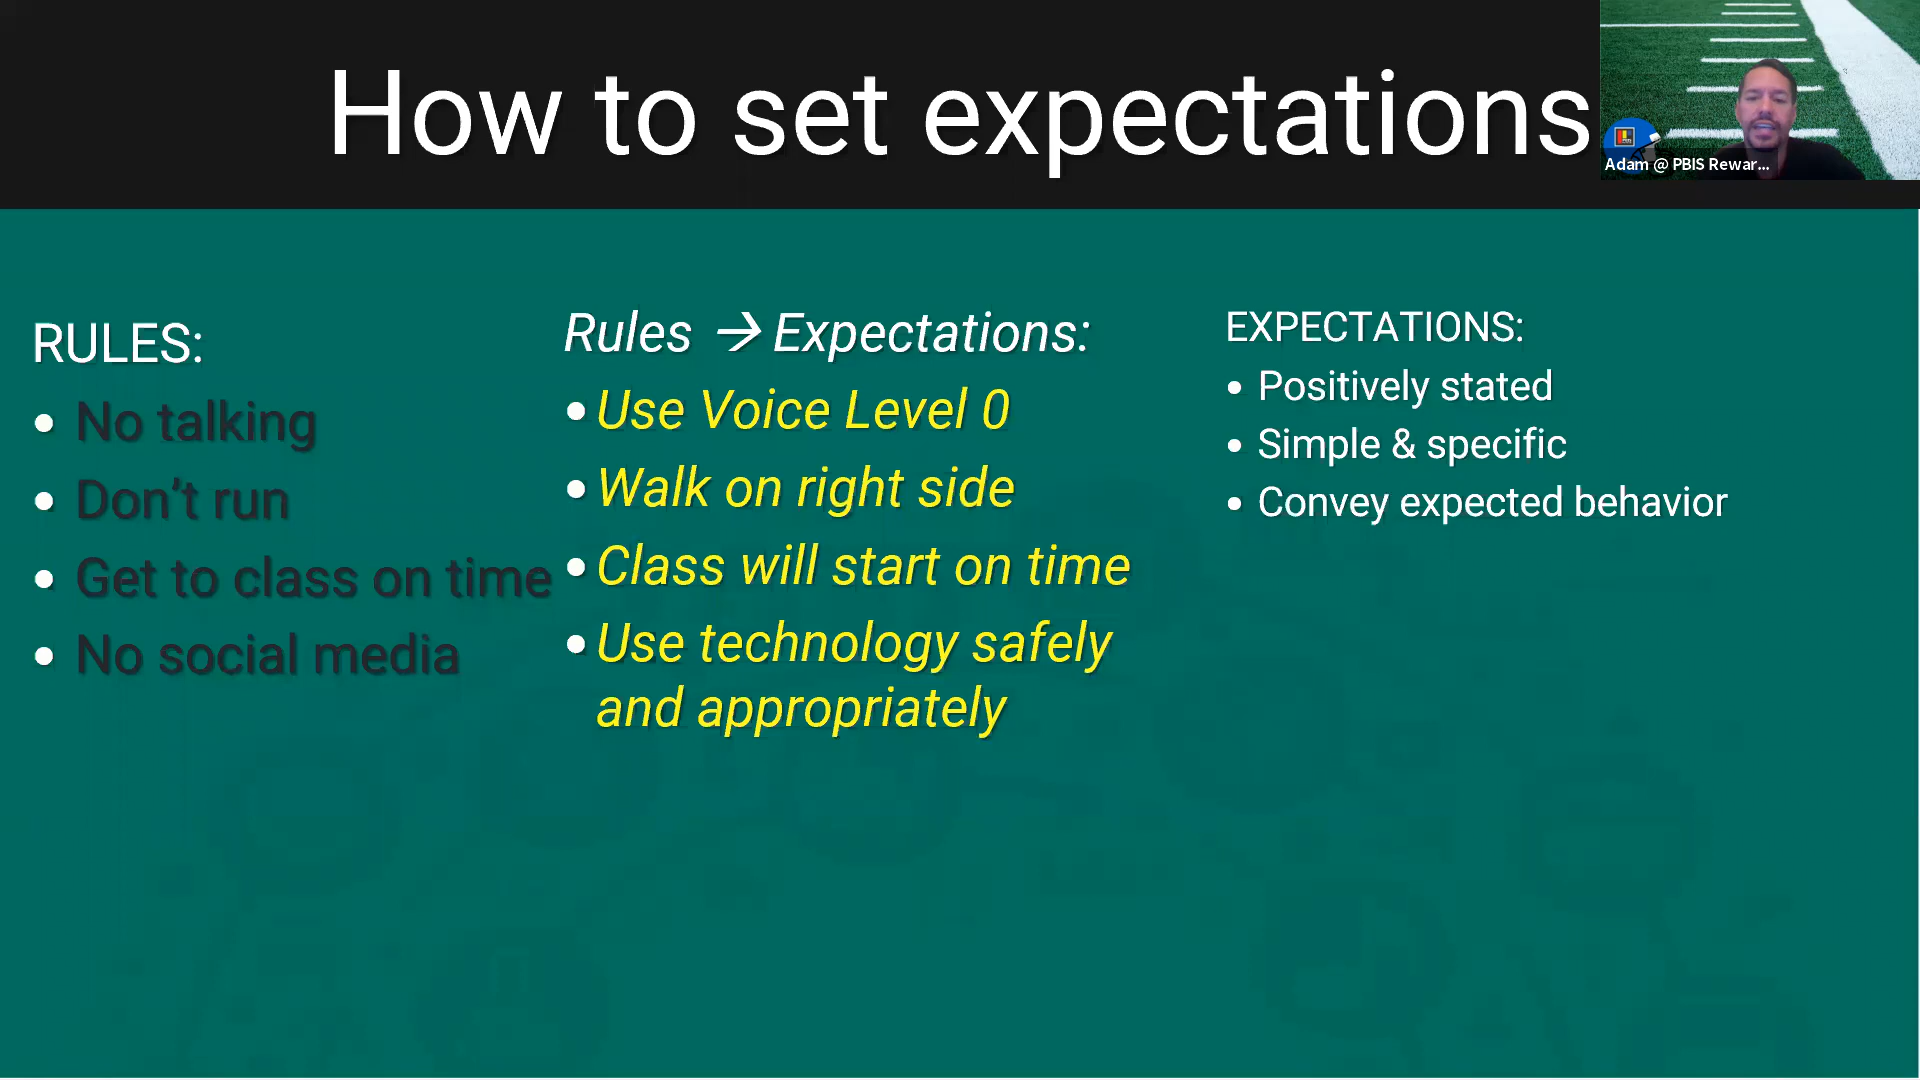 How to set expectations
Adam @ PBIS Rewar...
RULES:
• No talking
• Don’t run
• Get to class on time
• No social media
Rules → Expectations:
• Use Voice Level 0
• Walk on right side
• Class will start on time
• Use technology safely
and appropriately
EXPECTATIONS:
• Positively stated
• Simple & specific
• Convey expected behavior